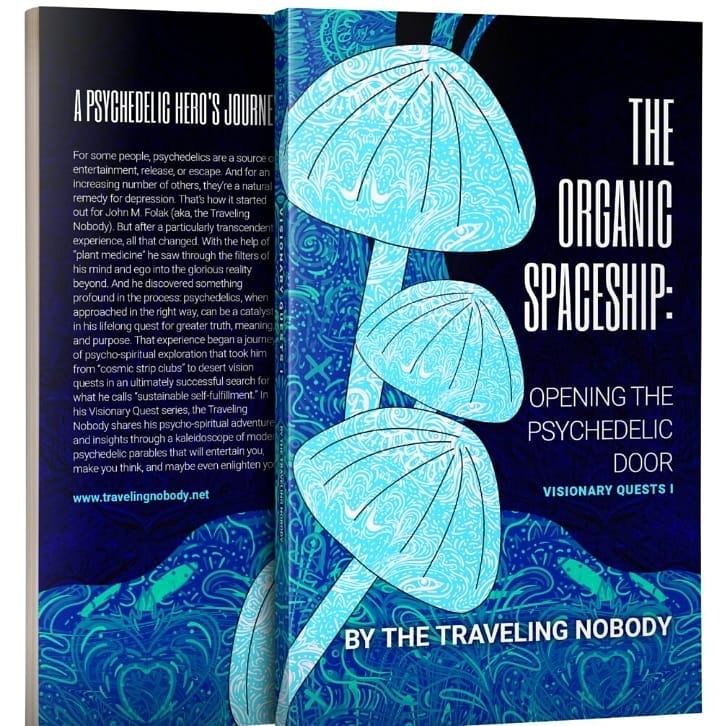 A PSYCHEDELIC HERO'S JOURNE
For some people, psychedelics are a source o
entertainment, release, or escape. And for an
increasing number of others, they're a natural
remedy for depression. That's how it started
out for John M. Folak (aka, the Traveling
Nobody). But after a particularly transcendent
experience, all that changed. With the help of
"plant medicine" he saw through the filters of
his mind and ego into the glorious reality
beyond. And he discovered something
profound in the process: psychedelics, when
approached in the right way, can be a catalyst
in his lifelong quest for greater truth, meaning,
and purpose. That experience began a journe
of psycho-spiritual exploration that took him
from "cosmic strip clubs" to desert vision
quests in an ultimately successful search for
what he calls "sustainable self-fulfillment." In
his Visionary Quest series, the Traveling
Nobody shares his psycho-spiritual adventure
and insights through a kaleidoscope of mode
psychedelic parables that will entertain you,
make you think, and maybe even enlighten yo
www.travelingnobody.net
VISIONARY QUESTS I
BY THE TRAVELING NOBODY
THE
ORGANIC
SPACESHIP:
OPENING THE
PSYCHEDELIC
DOOR
VISIONARY QUESTS I
BY THE TRAVELING NOBODY